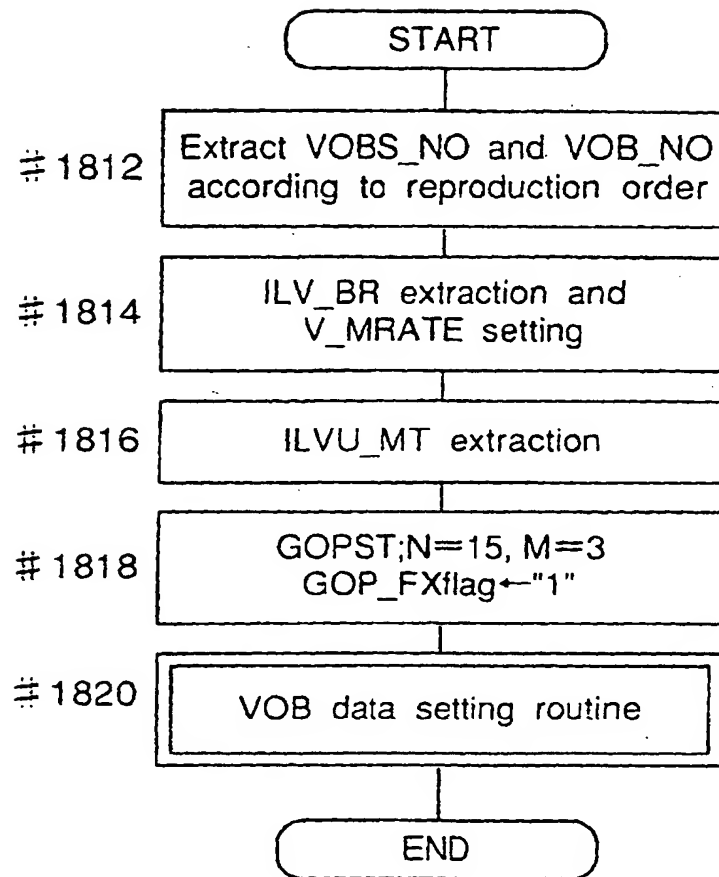 START
#1812
Extract VOBS_NO and VOB_NO
according to reproduction order
#1814
ILV_BR extraction and
V_MRATE setting
#1816
ILVU_MT extraction
#1818
GOPST;N=15, M=3
GOP_FXflag←"1"
#1820
VOB data setting routine
END